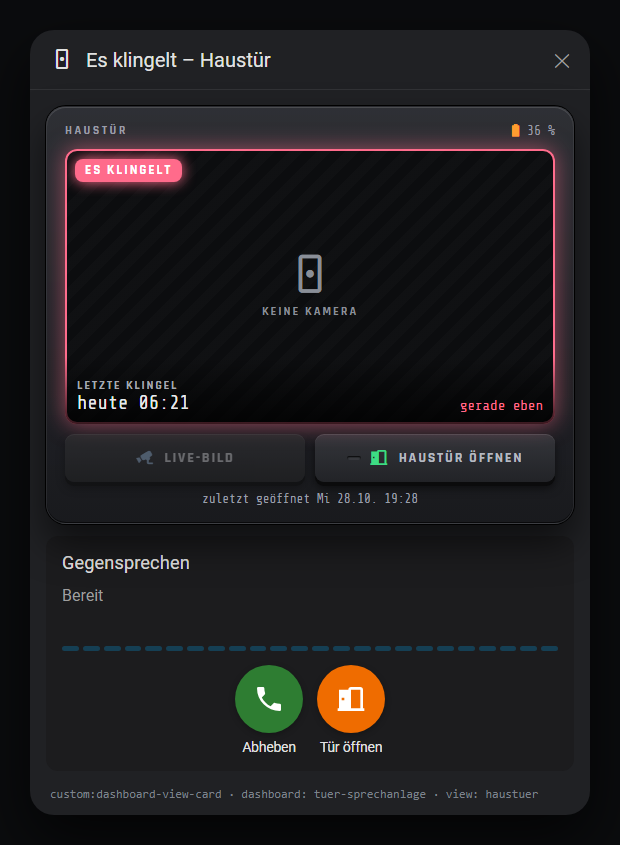 Es klingelt – Haustür
HAUSTÜR
36 %
ES KLINGELT
KEINE KAMERA
LETZTE KLINGEL
heute 06:21
gerade eben
LIVE-BILD
HAUSTÜR ÖFFNEN
zuletzt geöffnet Mi 28.10. 19:28
Gegensprechen
Bereit
Abheben
Tür öffnen
custom:dashboard-view-card · dashboard: tuer-sprechanlage · view: haustuer